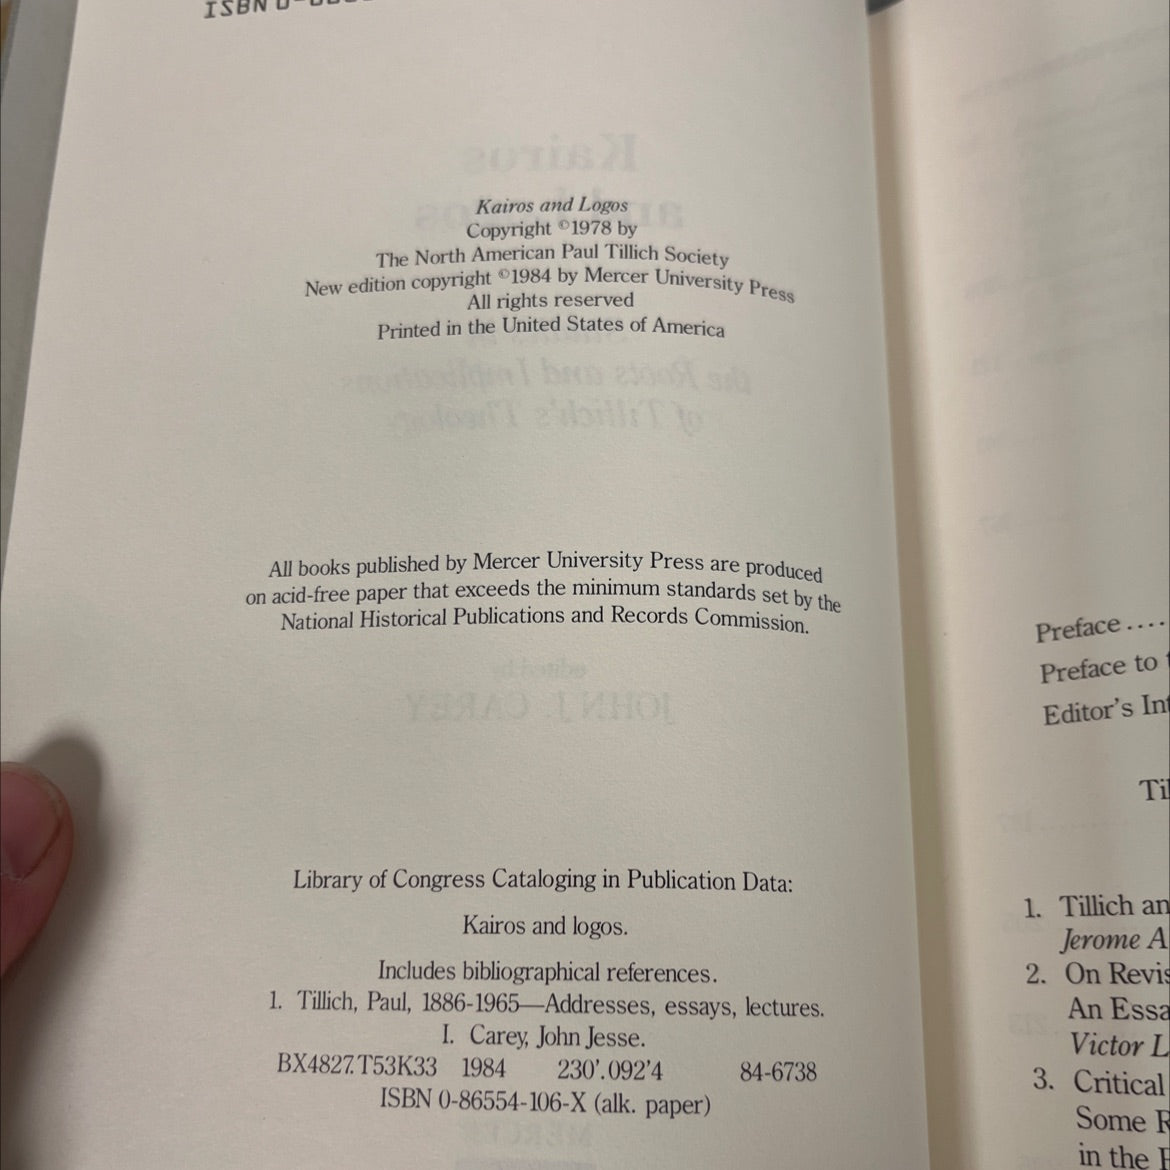 ISBN
Kairos and Logos
Copyright ©1978 by
The North American Paul Tillich Society
New edition copyright ©1984 by Mercer University Press
All rights reserved
Printed in the United States of America
All books published by Mercer University Press are produced
on acid-free paper that exceeds the minimum standards set by the
National Historical Publications and Records Commission.
Library of Congress Cataloging in Publication Data:
Kairos and logos.
Includes bibliographical references.
1. Tillich, Paul, 1886-1965—Addresses, essays, lectures.
I. Carey, John Jesse.
BX4827.T53K33 1984 230'.092'4 84-6738
ISBN 0-86554-106-X (alk. paper)
Preface ....
Preface to
Editor's
1. Tillich
Jerome A
2. On
An
Victor L
3. Critical
Some
in the